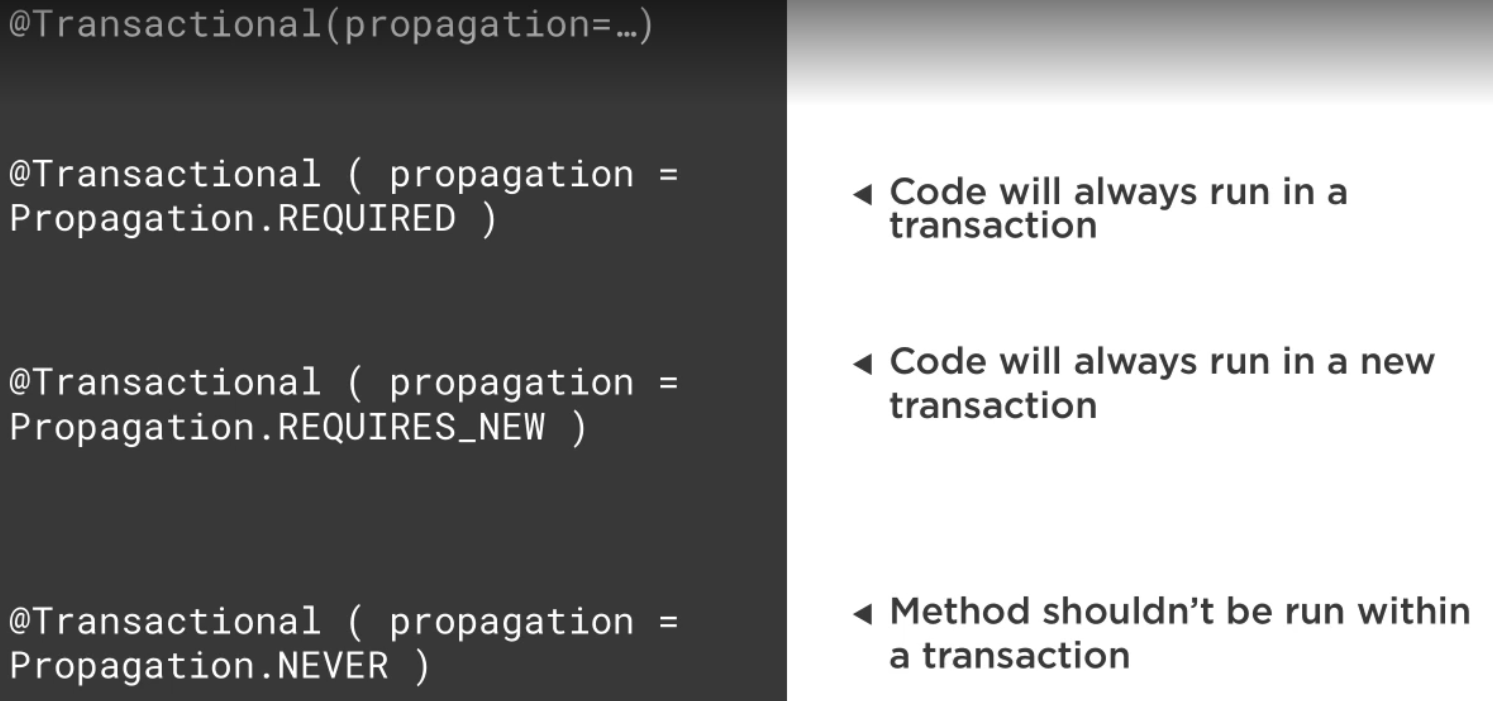 @Transactional(propagation=…)
@Transactional ( propagation =
Propagation.REQUIRED )
◄ Code will always run in a
transaction
@Transactional ( propagation =
Propagation.REQUIRES_NEW )
◄ Code will always run in a new
transaction
@Transactional ( propagation =
Propagation.NEVER )
◄ Method shouldn’t be run within
a transaction